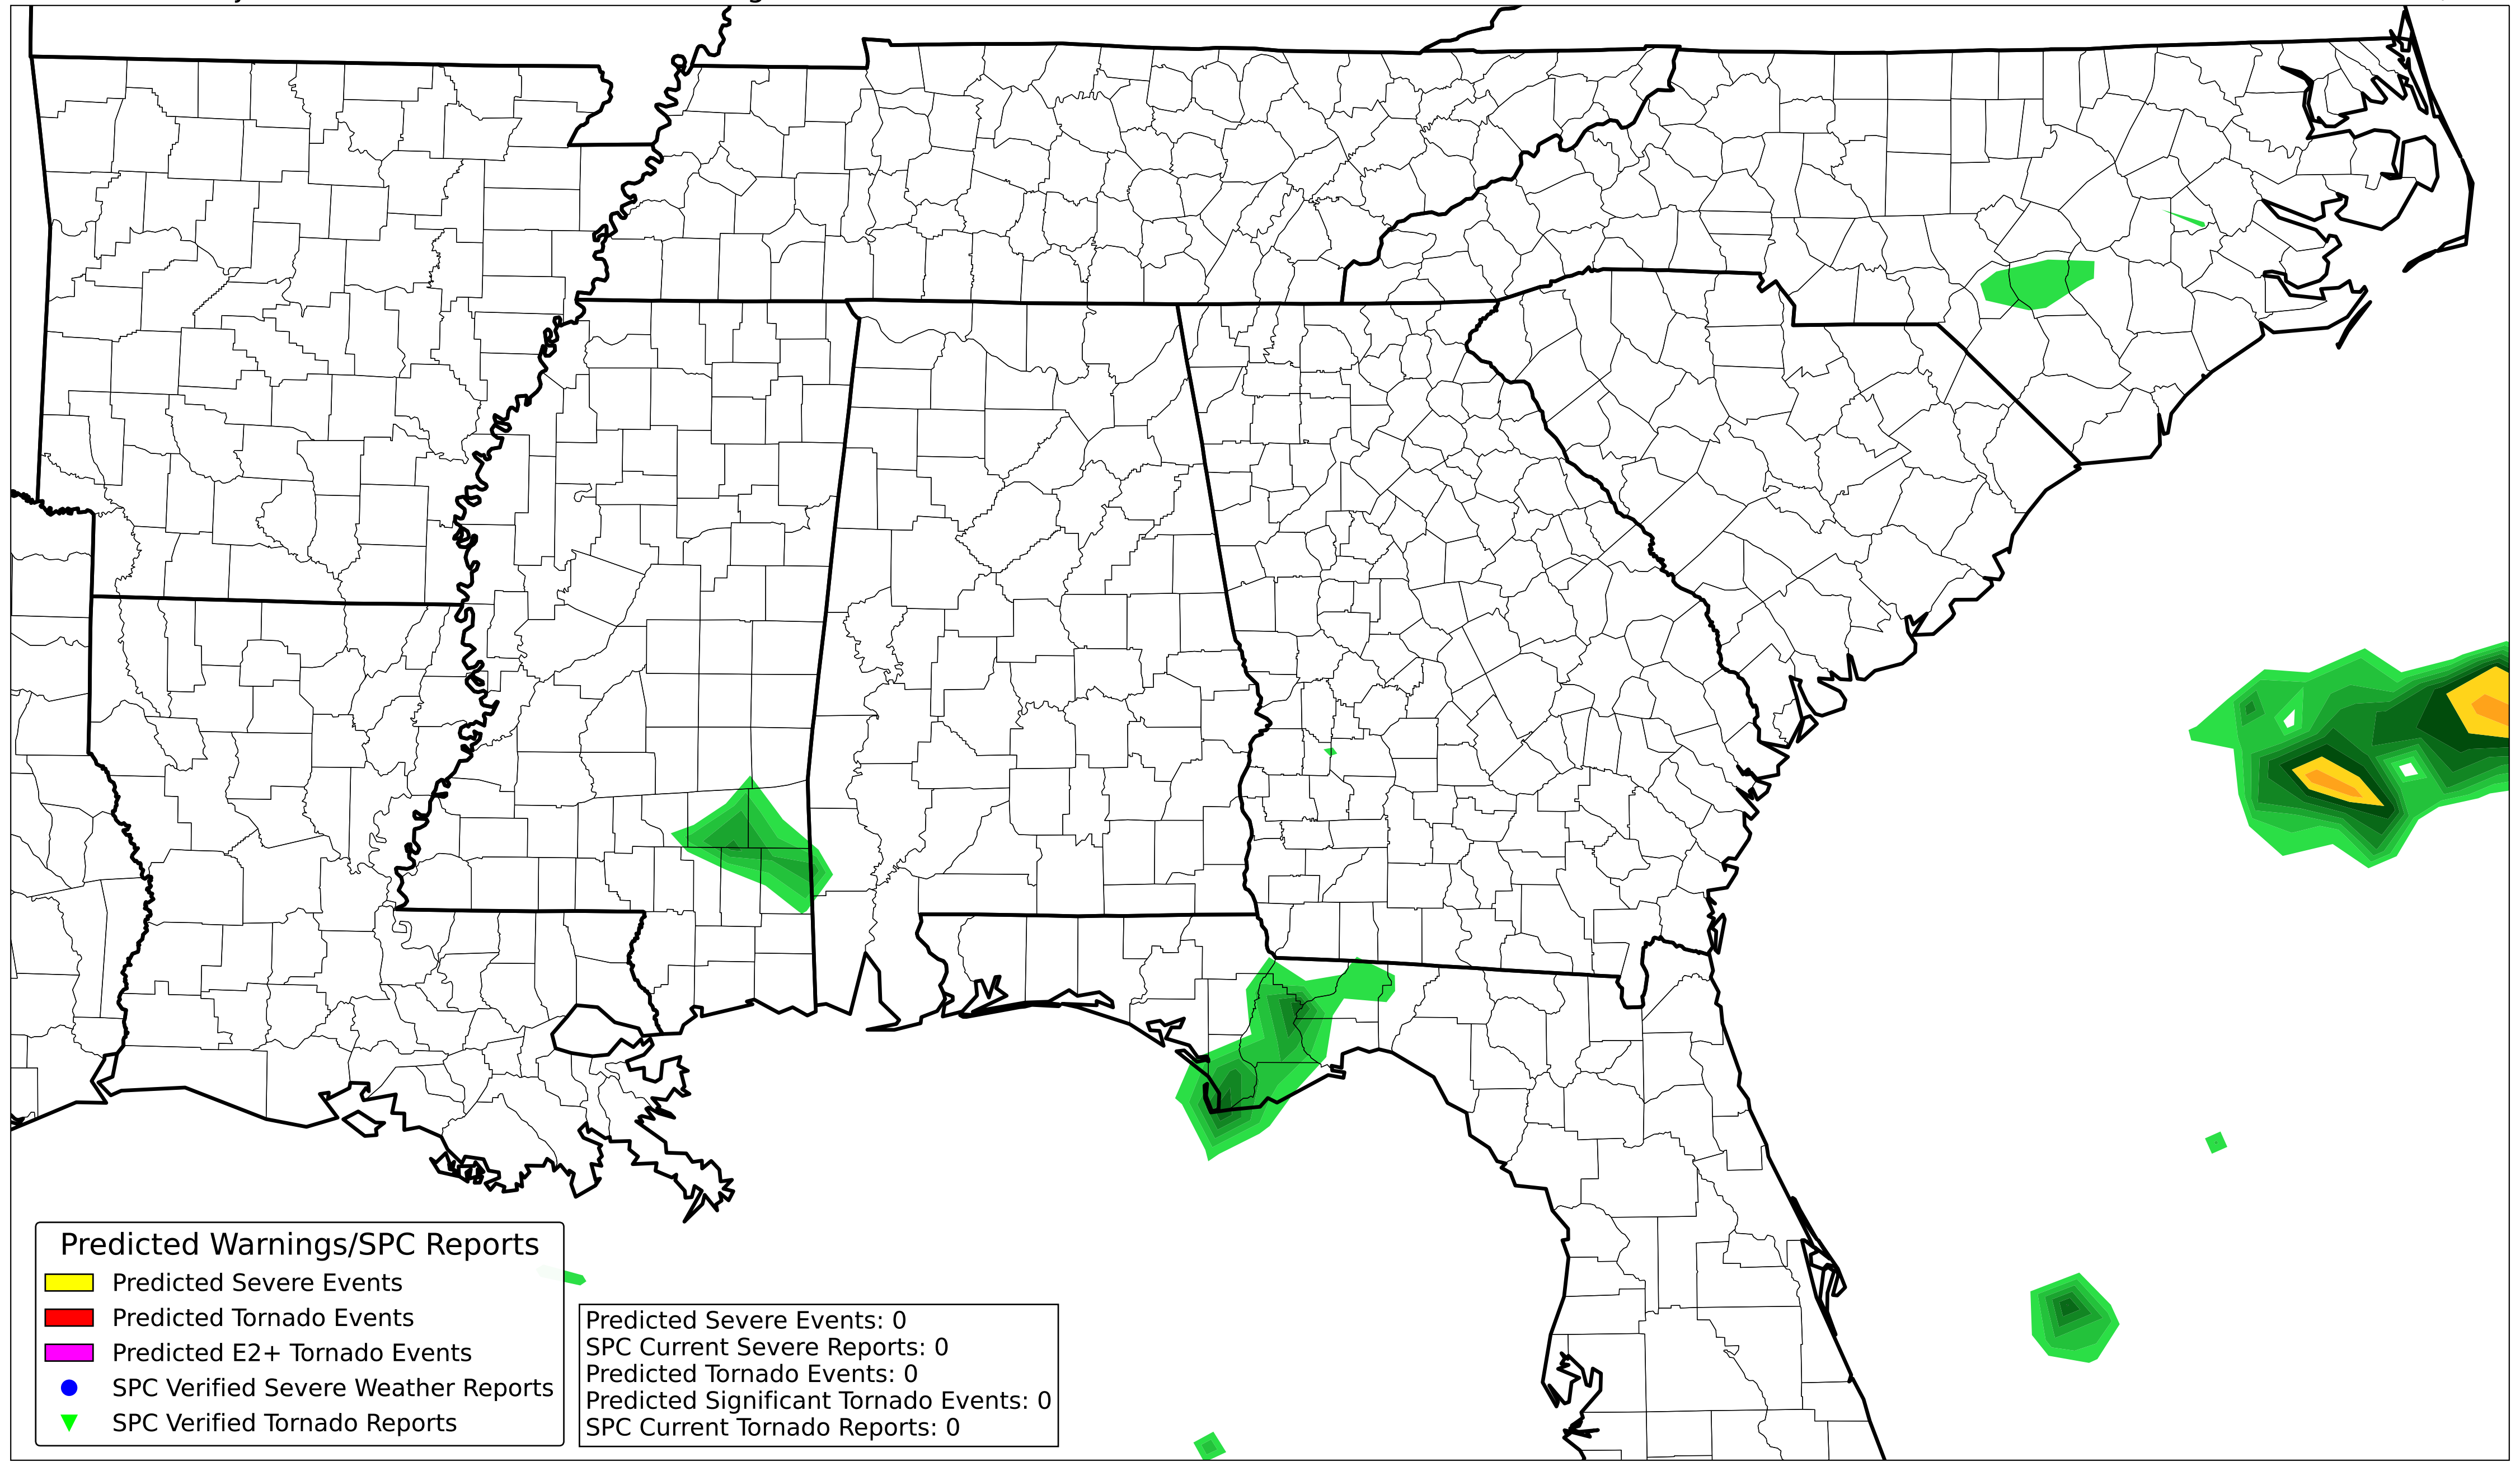 Predicted Warnings/SPC Reports
Predicted Severe Events
Predicted Tornado Events
Predicted E2+ Tornado Events
SPC Verified Severe Weather Reports
SPC Verified Tornado Reports
Predicted Severe Events: 0
SPC Current Severe Reports: 0
Predicted Tornado Events: 0
Predicted Significant Tornado Events: 0
SPC Current Tornado Reports: 0